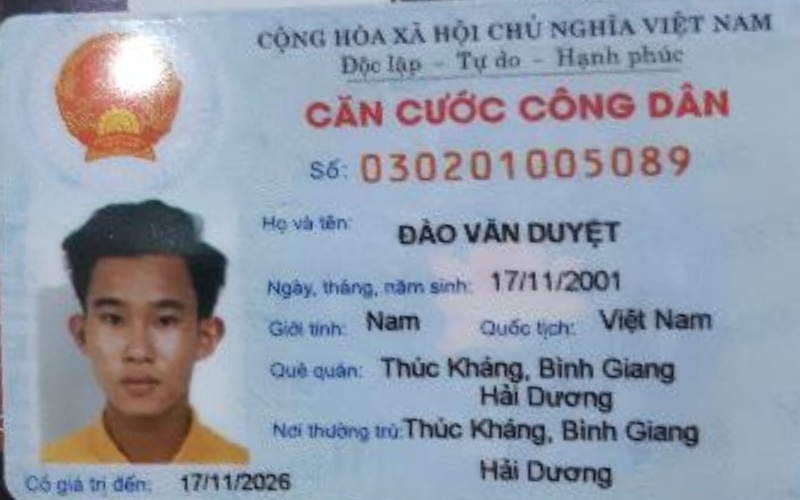 CỘNG HÒA XÃ HỘI CHỦ NGHĨA VIỆT NAM
Độc lập - Tự do - Hạnh phúc
CĂN CƯỚC CÔNG DÂN
Số: 030201005089
Họ và tên: ĐÀO VĂN DUYỆT
Ngày, tháng, năm sinh: 17/11/2001
Giới tính: Nam Quốc tịch: Việt Nam
Quê quán: Thúc Kháng, Bình Giang
Hải Dương
Nơi thường trú: Thúc Kháng, Bình Giang
Hải Dương
Có giá trị đến: 17/11/2026